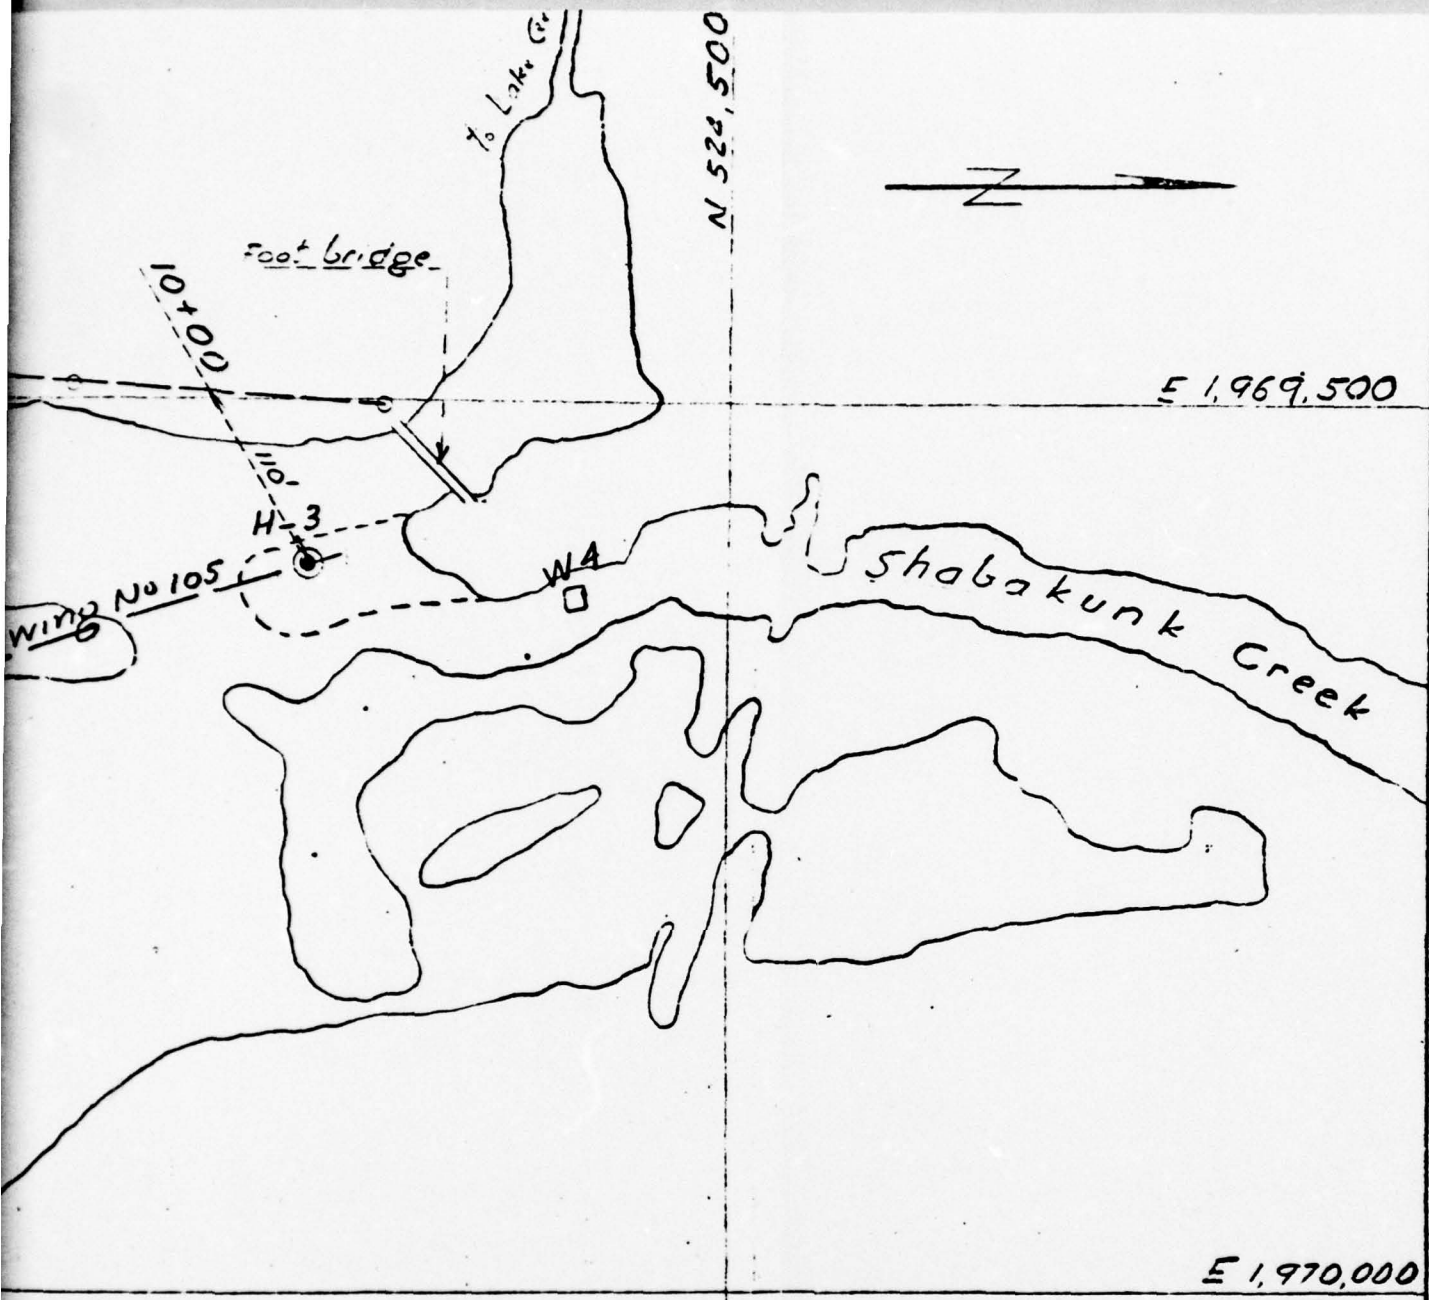 N 524,500
Z
Foot bridge
10+00
E 1,969,500
110
H-3
W4
wing No 105
Shabakunk Creek
E 1,970,000